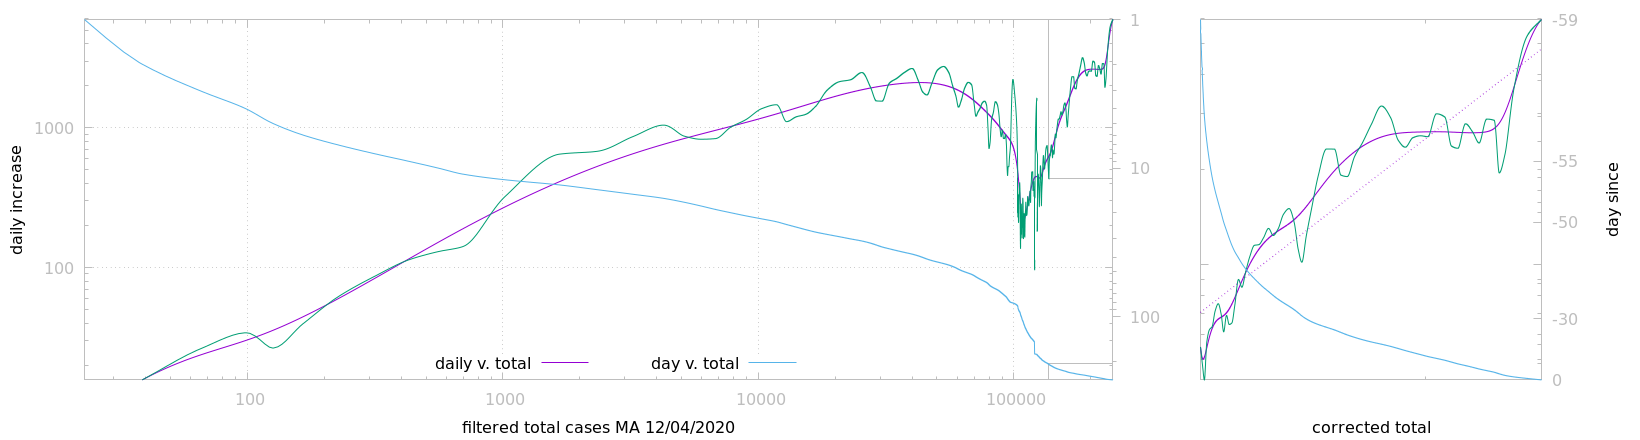 1000
100
daily increase
100
1000
10000
100000
filtered total cases MA 12/04/2020
daily v. total
day v. total
1
10
100
-59
-55
-50
-30
0
day since
corrected total